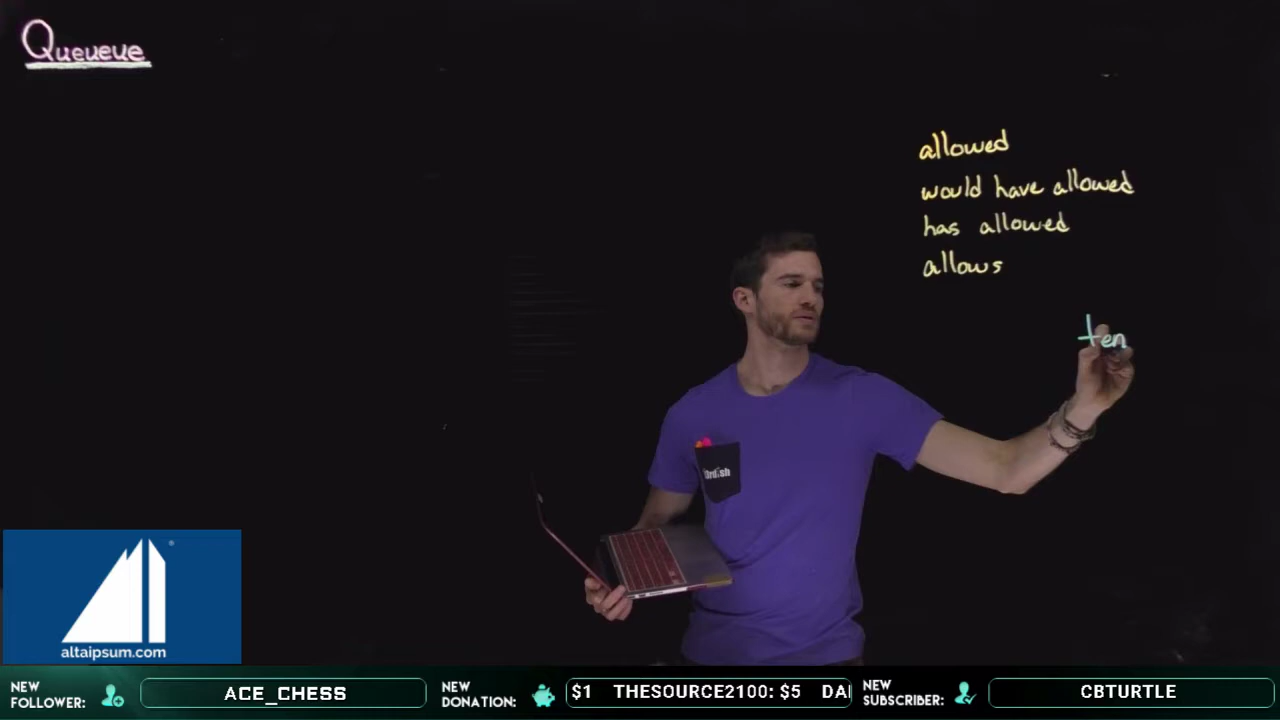 Queueue
allowed
would have allowed
has allowed
allows
ten
altaipsum.com
NEW FOLLOWER:
ACE_CHESS
NEW DONATION:
$1 THESOURCE2100: $5
NEW SUBSCRIBER:
CBTURTLE